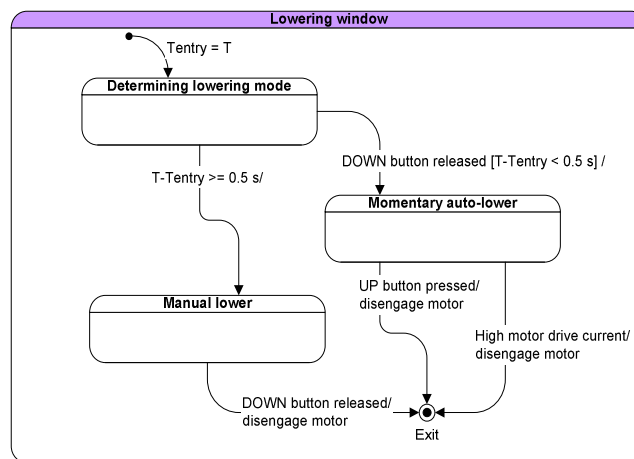 Lowering window
Tentry = T
Determining lowering mode
DOWN button released [T-Tentry < 0.5 s] /
T-Tentry >= 0.5 s/
Momentary auto-lower
UP button pressed/
disengage motor
Manual lower
High motor drive current/
disengage motor
DOWN button released/
disengage motor
Exit